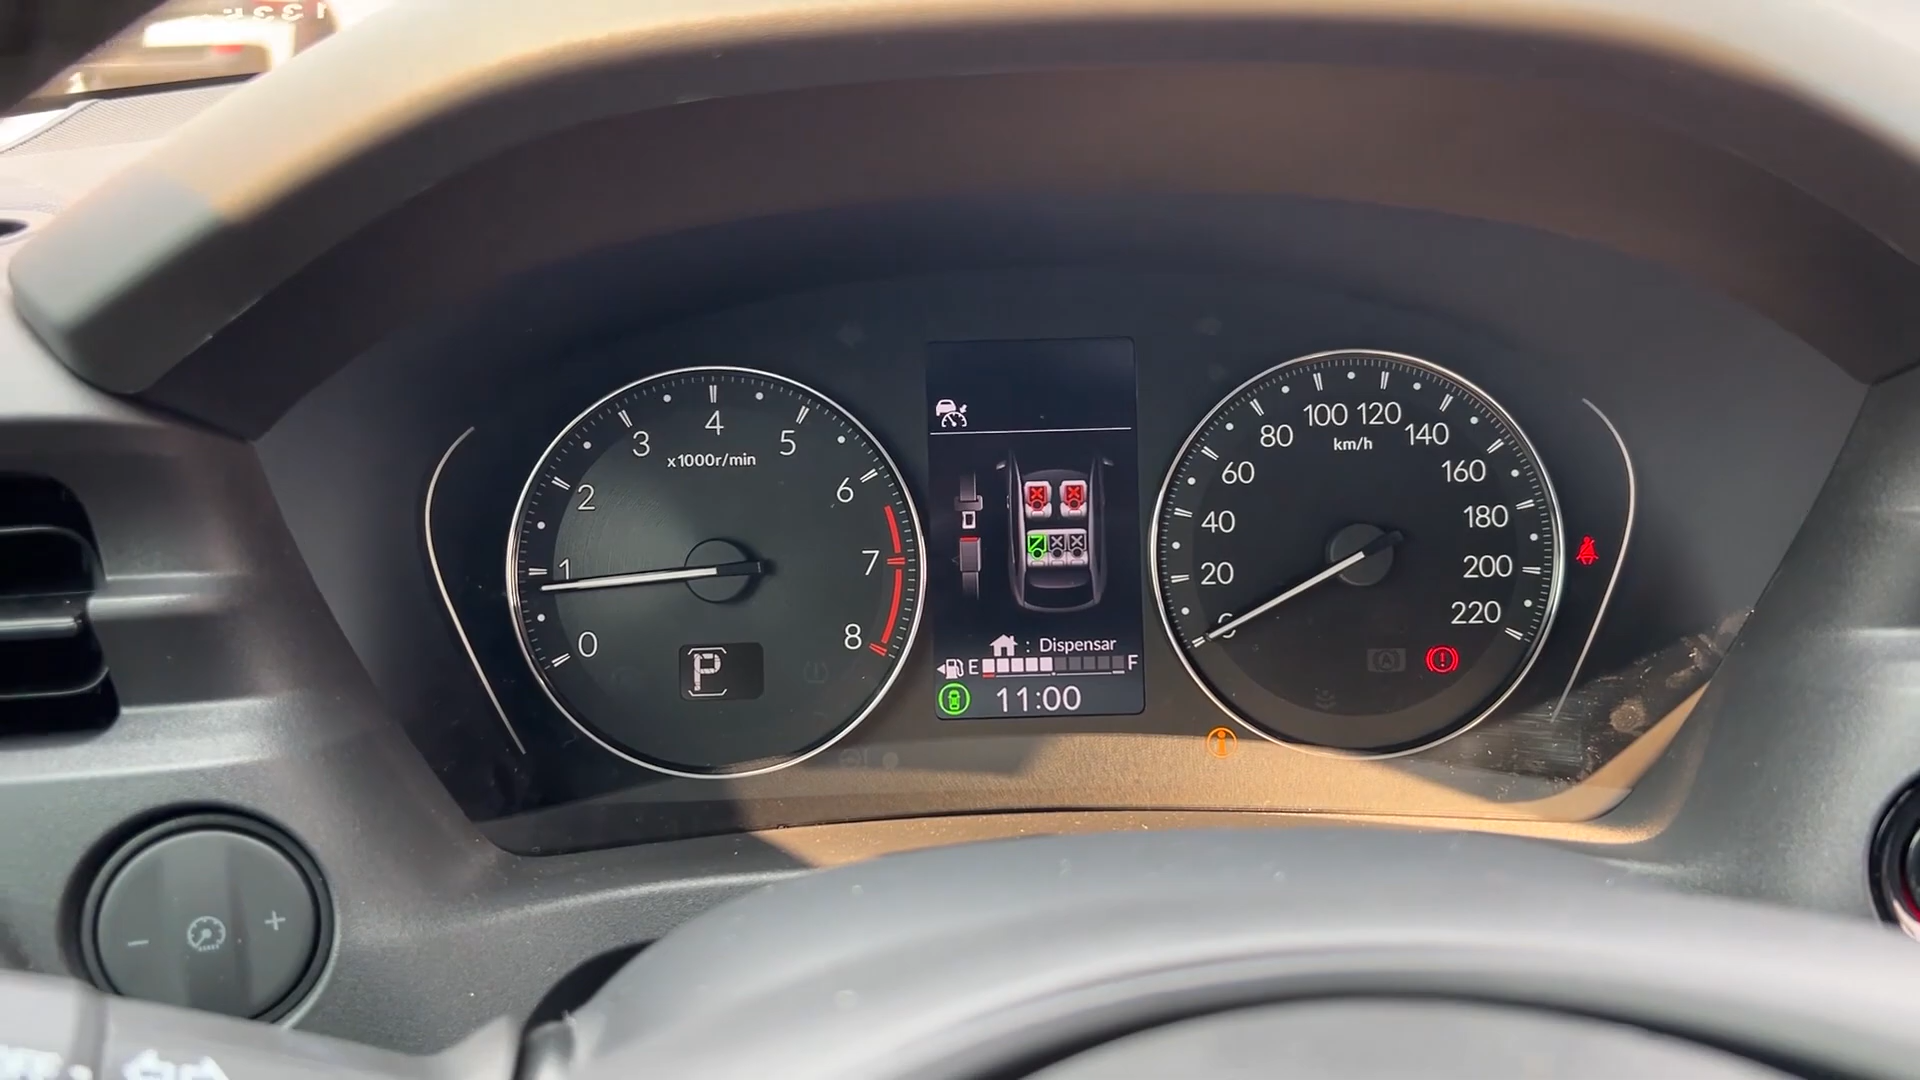 0 1 2 3 4 5 6 7 8
x1000r/min
P
: Dispensar
E F
11:00
0 20 40 60 80 100 120 140 160 180 200 220
km/h
A
- +